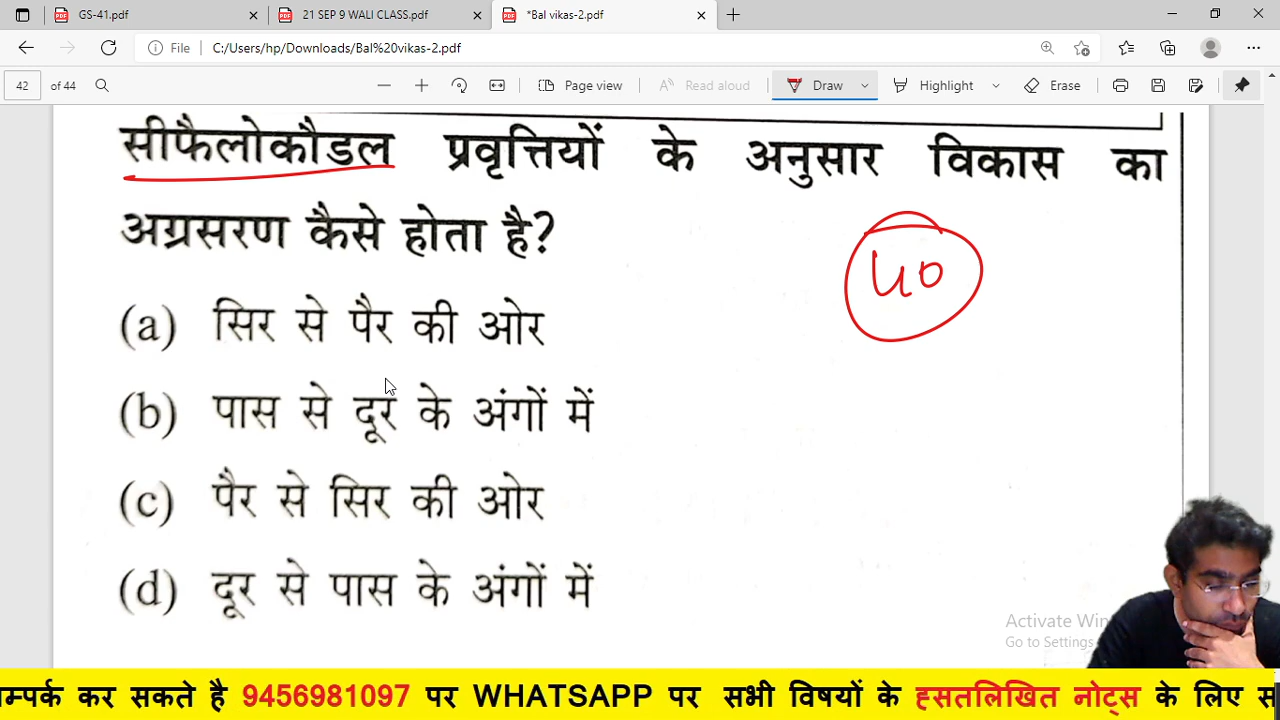 GS-41.pdf
21 SEP 9 WALI CLASS.pdf
*Bal vikas-2.pdf
File
C:/Users/hp/Downloads/Bal%20vikas-2.pdf
42 of 44
Page view
Read aloud
Draw
Highlight
Erase
सीफैलोकौडल प्रवृत्तियों के अनुसार विकास का
अग्रसरण कैसे होता है?
(a) सिर से पैर की ओर
(b) पास से दूर के अंगों में
(c) पैर से सिर की ओर
(d) दूर से पास के अंगों में
Activate Win
Go to Settings
म्पर्क कर सकते है 9456981097 पर WHATSAPP पर सभी विषयों के ह्सतलिखित नोट्स के लिए स